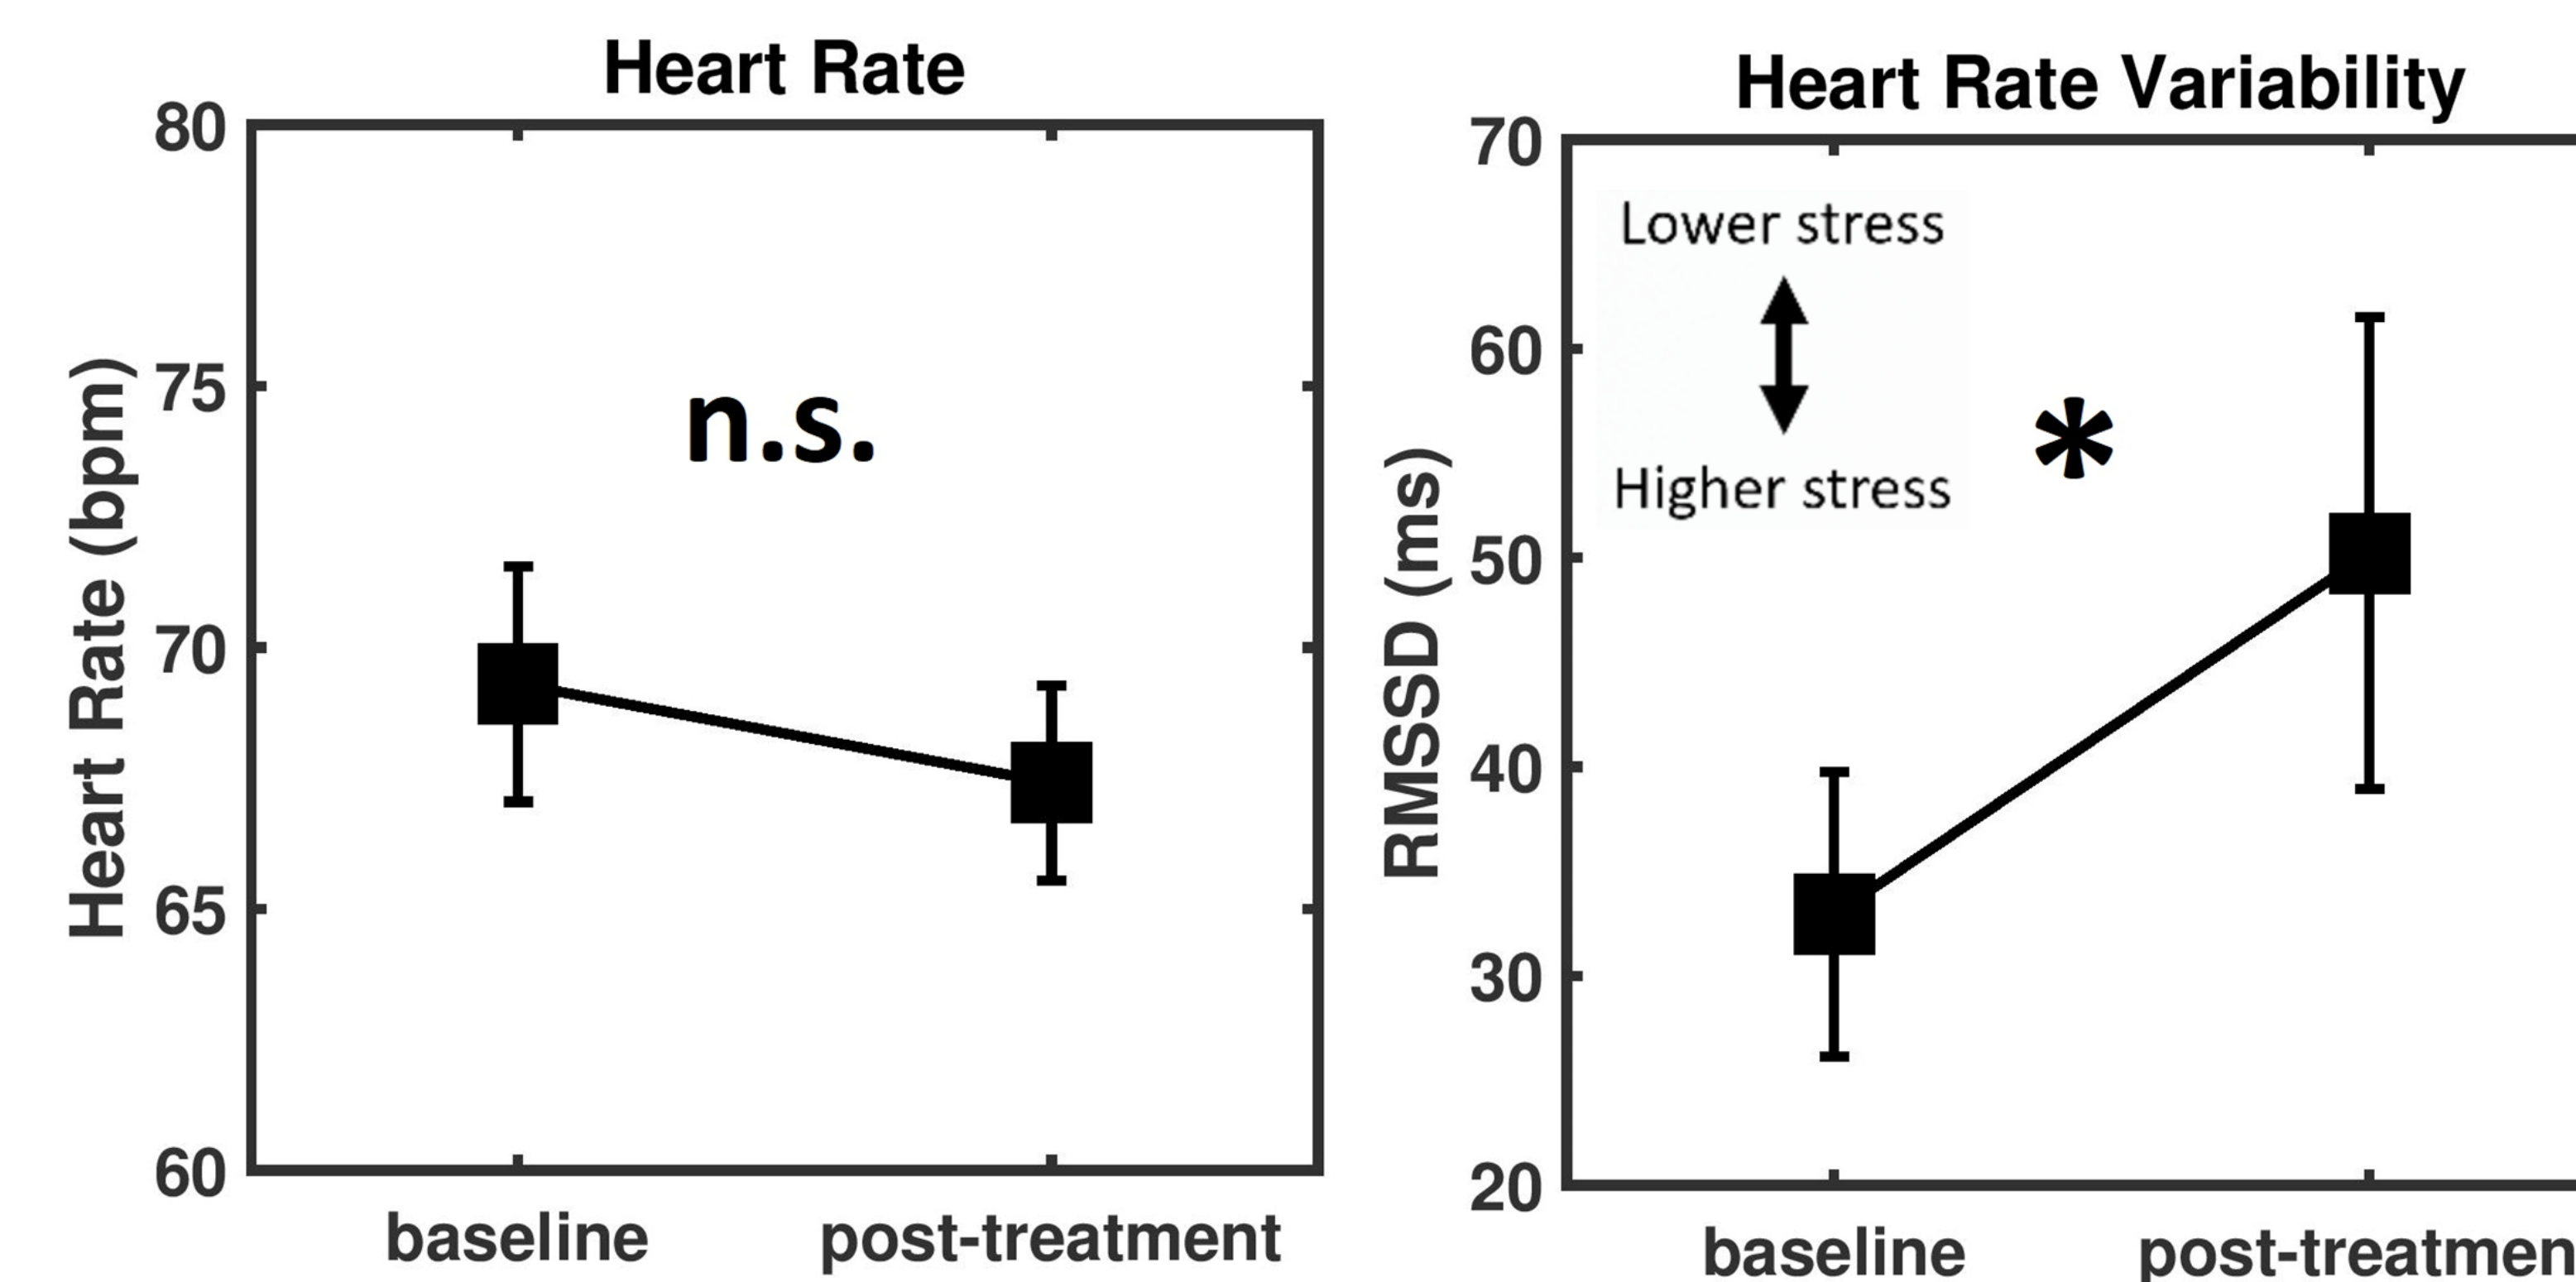 Heart Rate
80
75
70
65
60
Heart Rate (bpm)
n.s.
baseline post-treatment
Heart Rate Variability
70
60
50
40
30
20
RMSSD (ms)
Lower stress
Higher stress
*
baseline post-treatmen